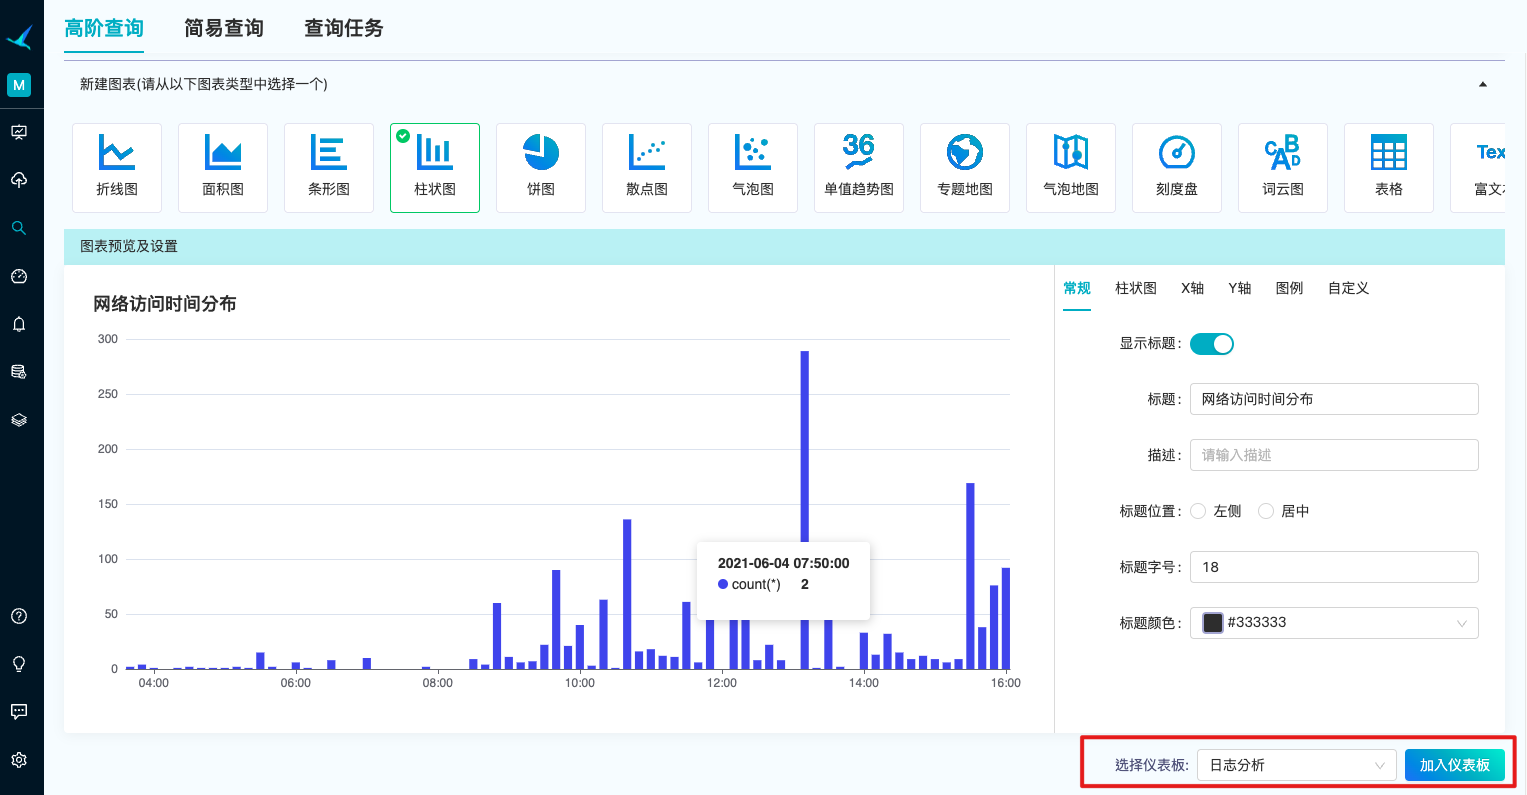 高阶查询 简易查询 查询任务
M
新建图表(请从以下图表类型中选择一个)
36 Tex
折线图 面积图 条形图 柱状图 饼图 散点图 气泡图 单值趋势图 专题地图 气泡地图 刻度盘 词云图 表格 富文
图表预览及设置
网络访问时间分布
300
250
200
150
100
50
0
04:00 06:00 08:00 10:00 12:00 14:00 16:00
2021-06-04 07:50:00
count(*) 2
常规 柱状图 X轴 Y轴 图例 自定义
显示标题:
标题: 网络访问时间分布
描述: 请输入描述
标题位置: 左侧 居中
标题字号: 18
标题颜色: #333333
选择仪表板: 日志分析 加入仪表板